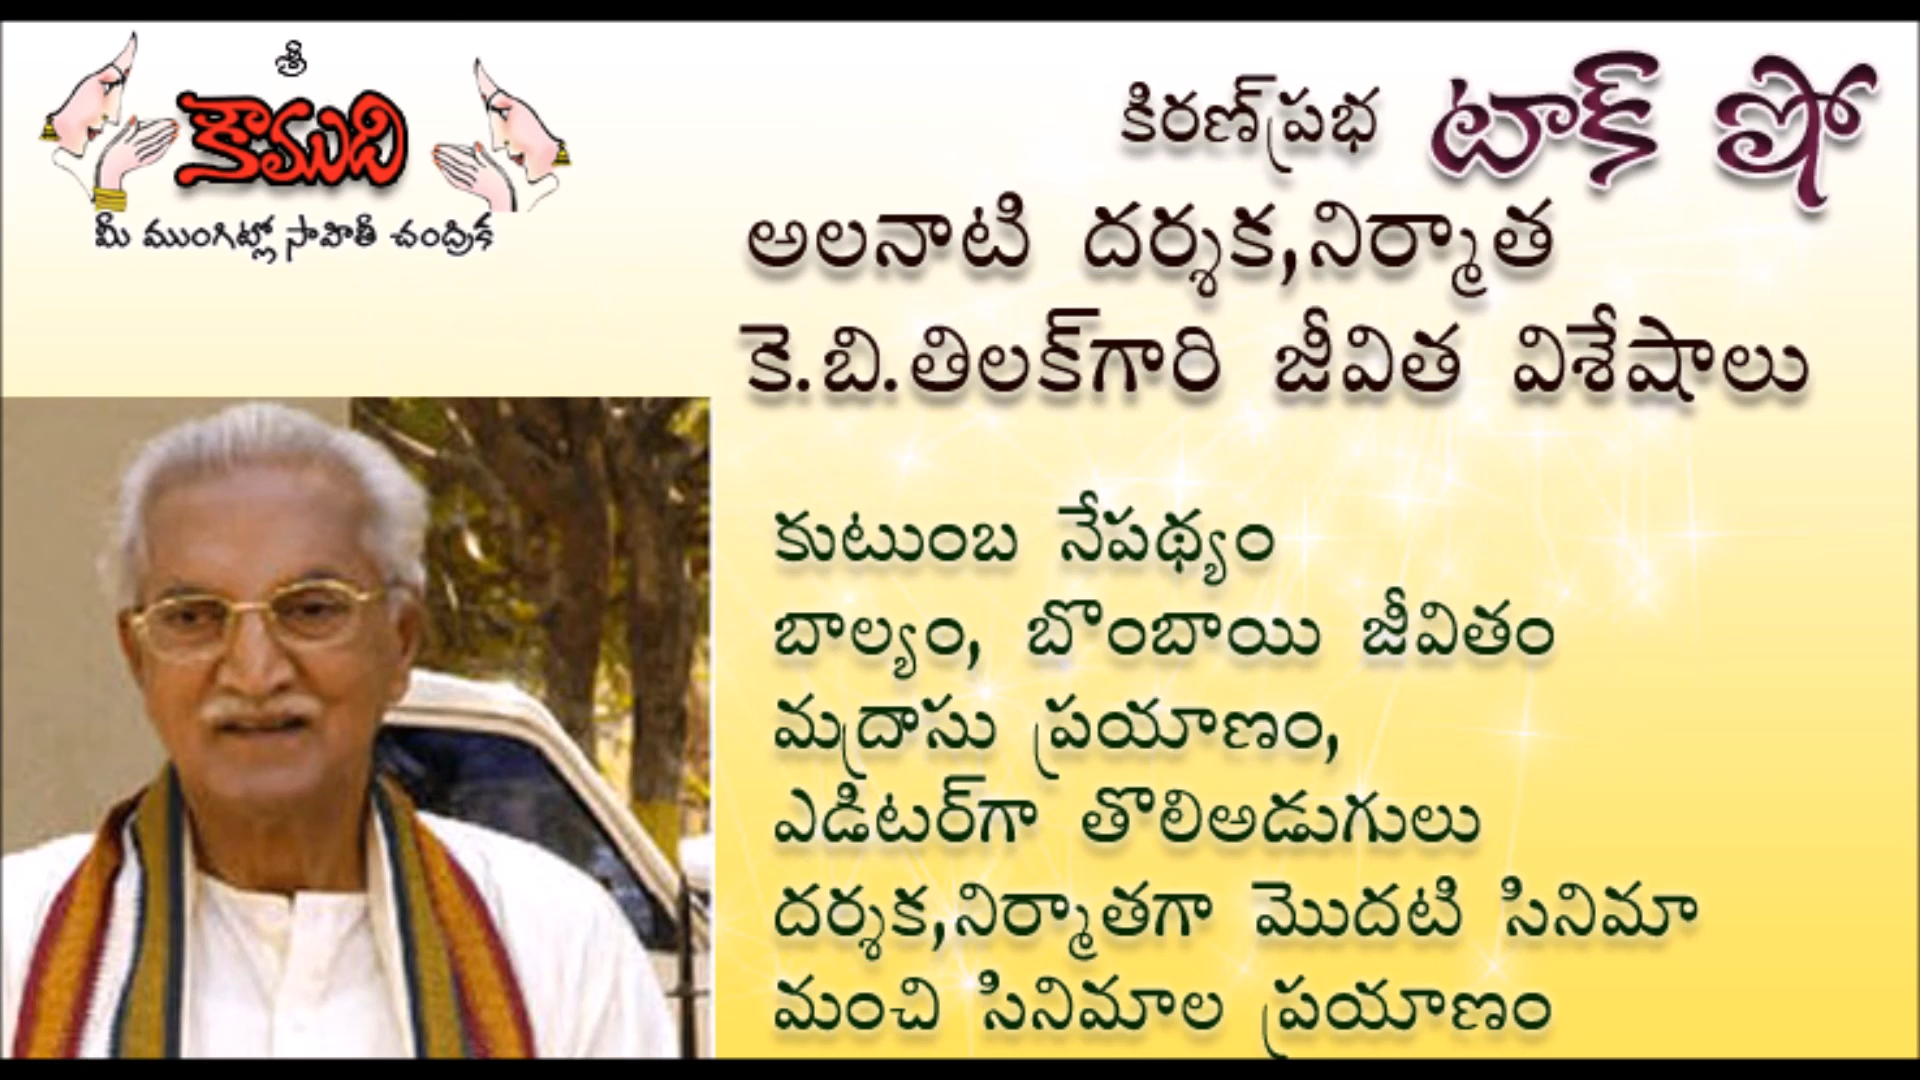 శ్రీ
కౌముది
మీ ముంగిట్లో సాహితీ చంద్రిక
కిరణ్‌ప్రభ టాక్ షో
అలనాటి దర్శక,నిర్మాత
కె.బి.తిలక్‌గారి జీవిత విశేషాలు
కుటుంబ నేపథ్యం
బాల్యం, బొంబాయి జీవితం
మద్రాసు ప్రయాణం,
ఎడిటర్‌గా తొలిఅడుగులు
దర్శక,నిర్మాతగా మొదటి సినిమా
మంచి సినిమాల ప్రయాణం